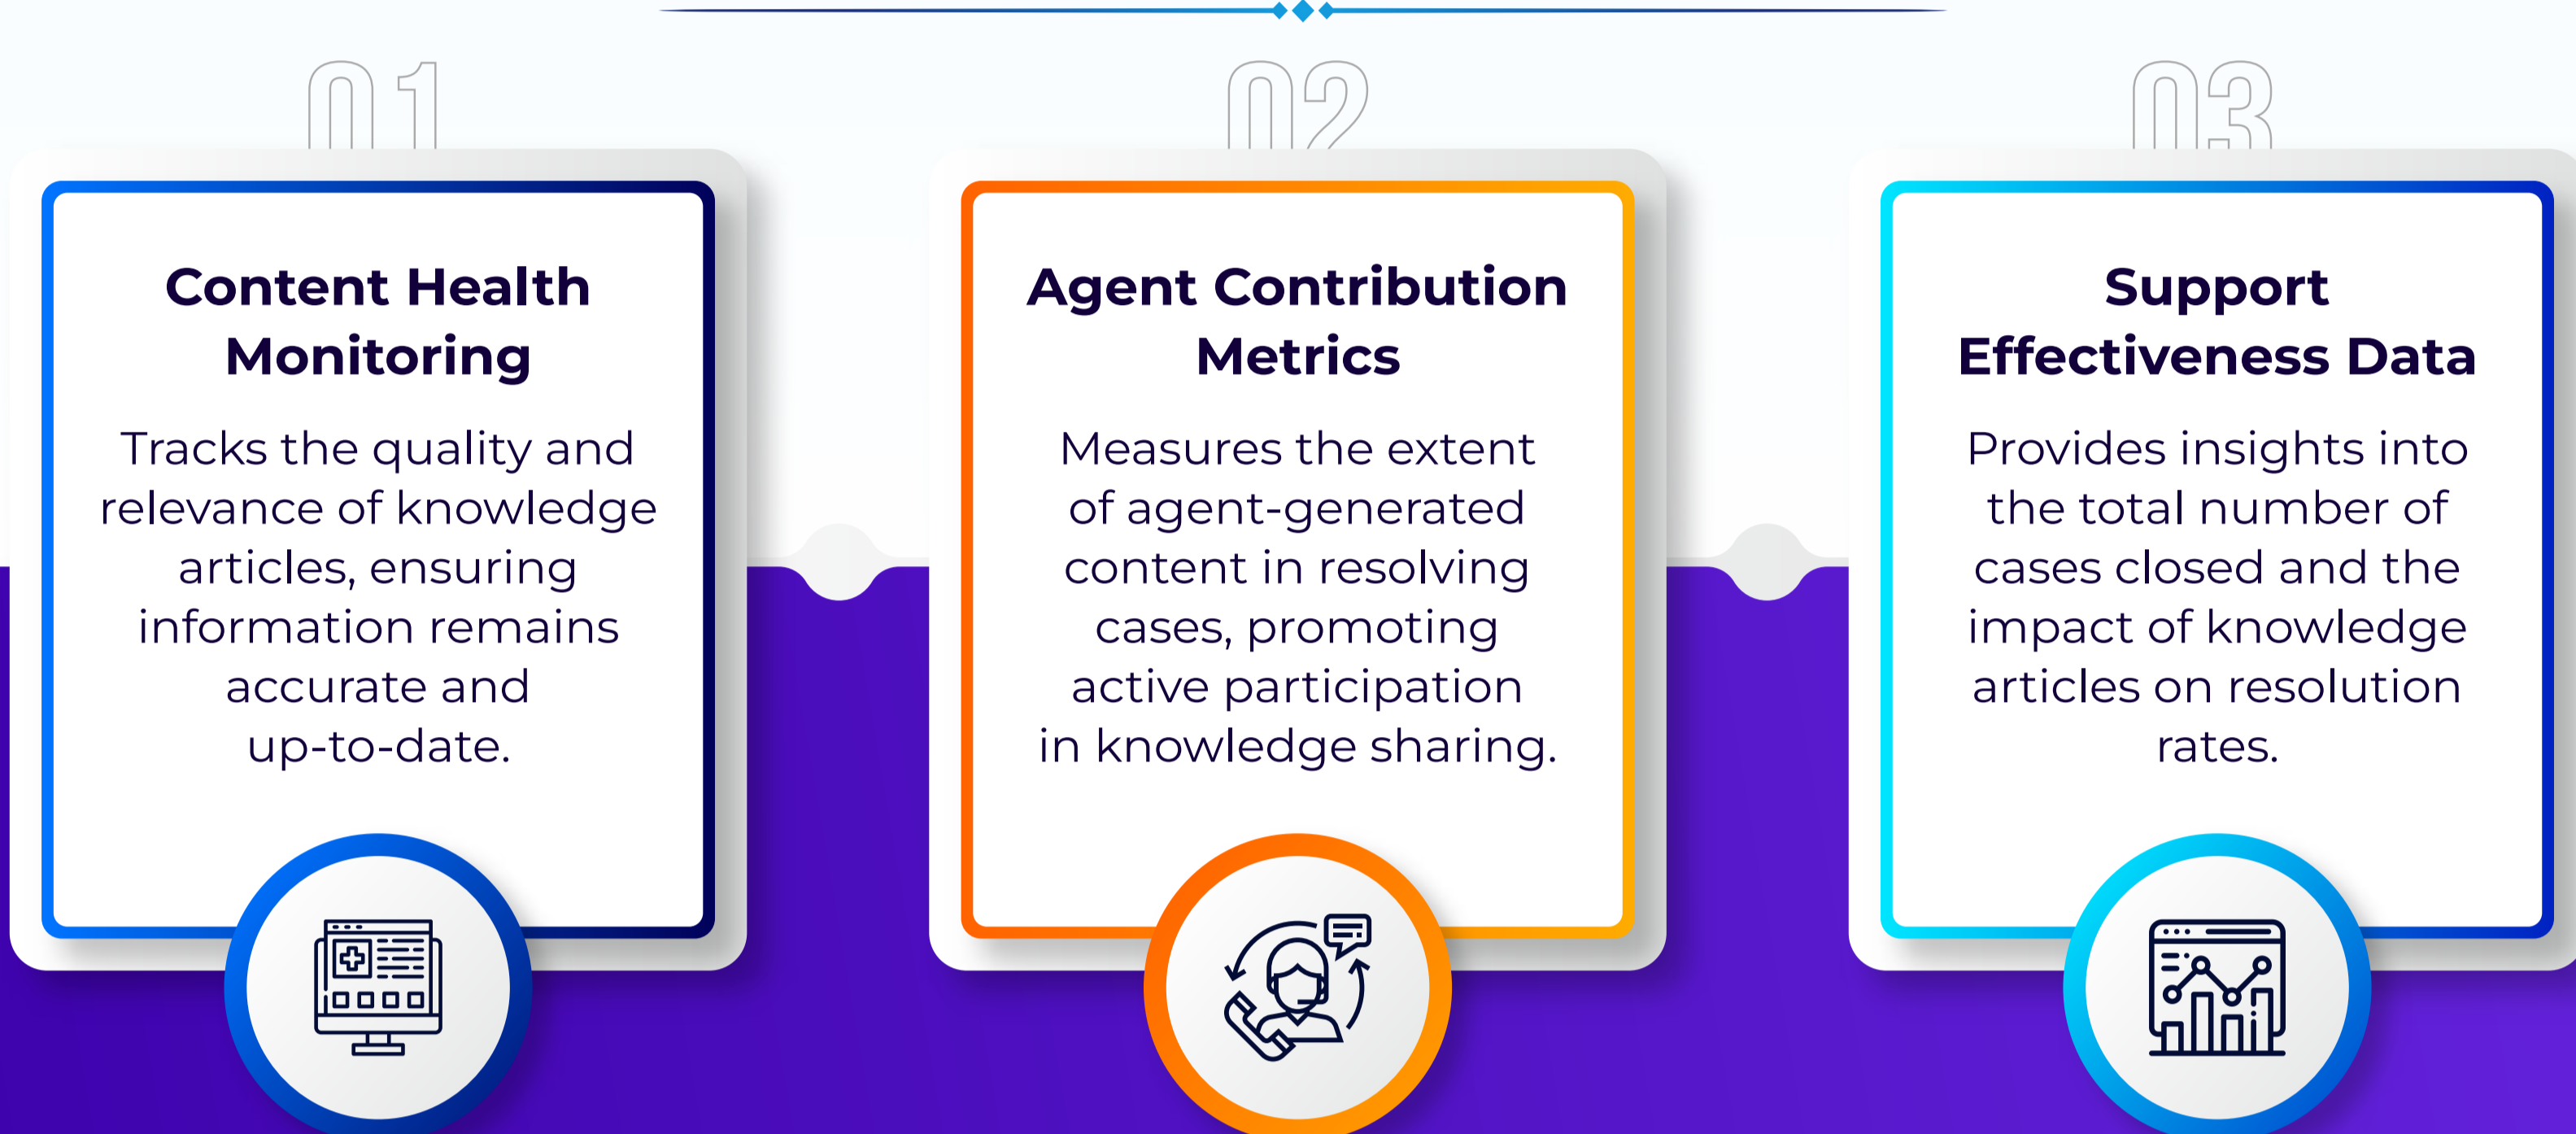 01
Content Health
Monitoring
Tracks the quality and
relevance of knowledge
articles, ensuring
information remains
accurate and
up-to-date.
02
Agent Contribution
Metrics
Measures the extent
of agent-generated
content in resolving
cases, promoting
active participation
in knowledge sharing.
03
Support
Effectiveness Data
Provides insights into
the total number of
cases closed and the
impact of knowledge
articles on resolution
rates.